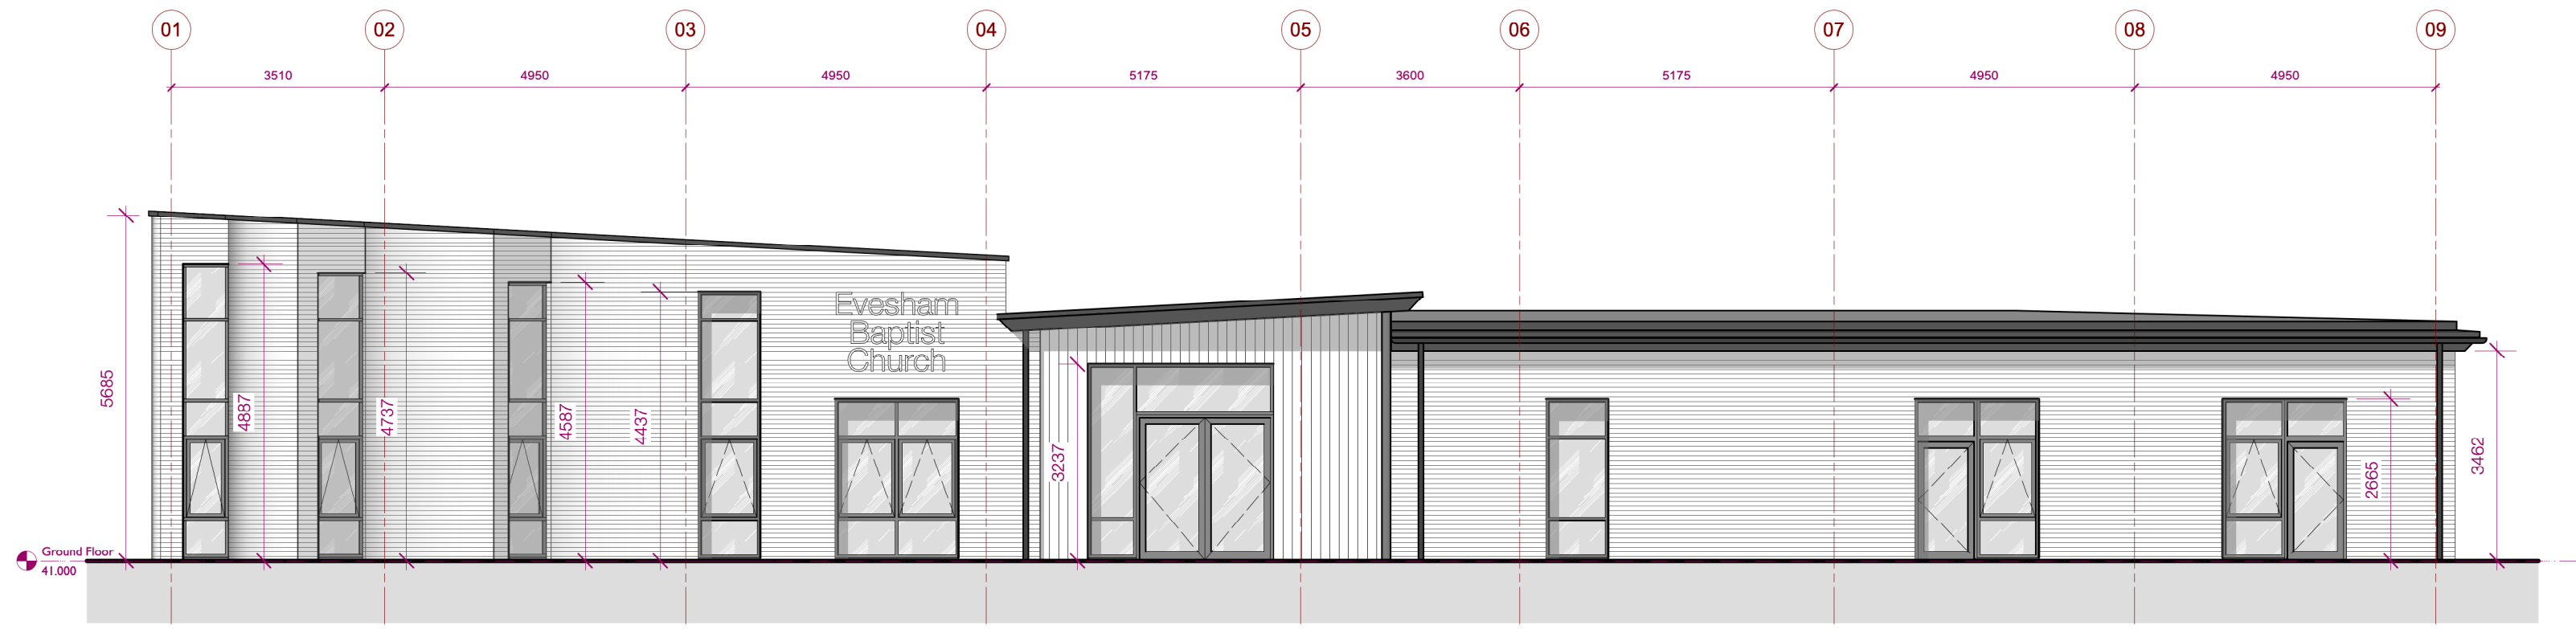 01 02 03 04 05 06 07 08 09
3510 4950 4950 5175 3600 5175 4950 4950
Evesham
Baptist
Church
5685
4887
4737
4587
4437
3237
2665
3462
Ground Floor
41.000